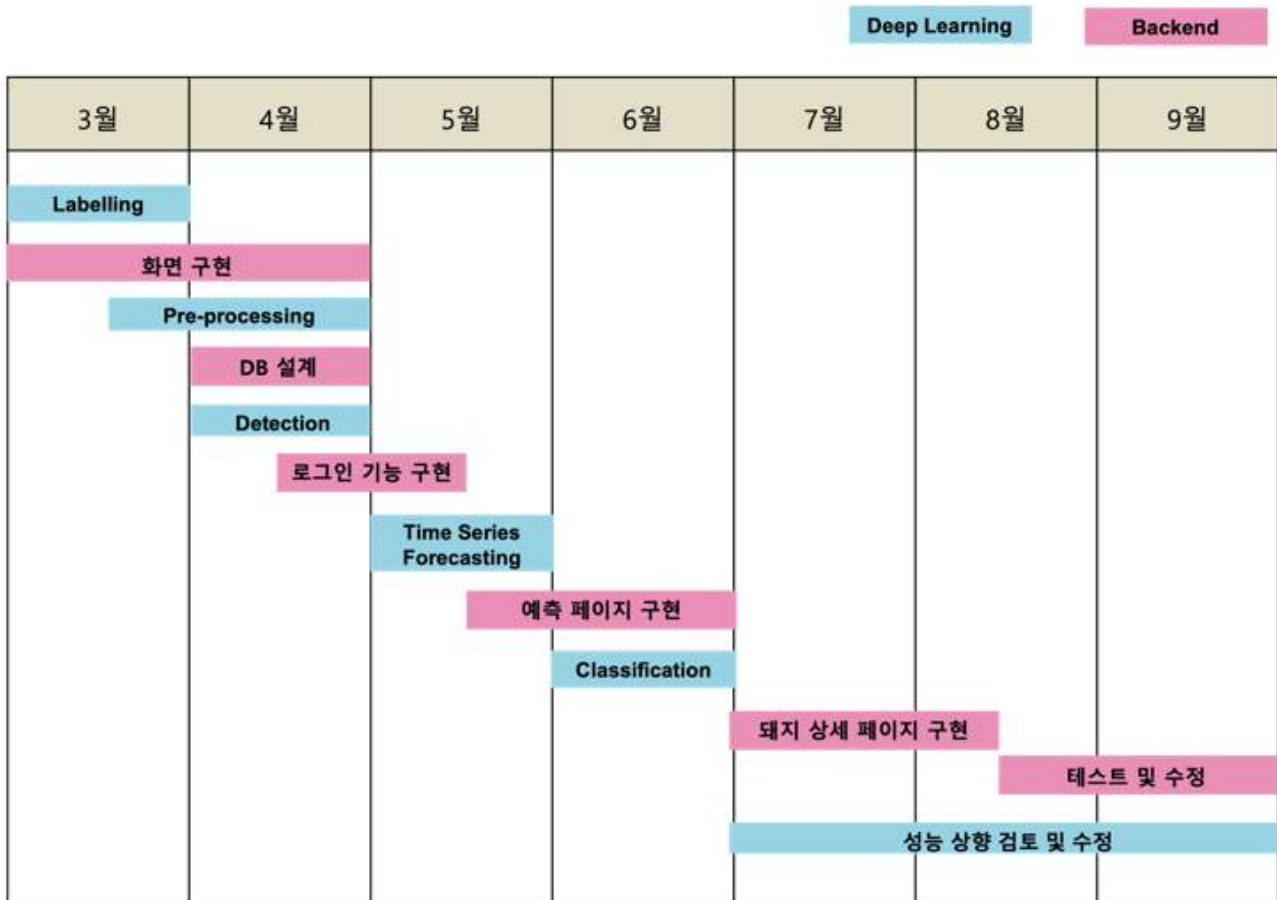 Deep Learning
Backend
3월 4월 5월 6월 7월 8월 9월
Labelling
화면 구현
Pre-processing
DB 설계
Detection
로그인 기능 구현
Time Series
Forecasting
예측 페이지 구현
Classification
돼지 상세 페이지 구현
테스트 및 수정
성능 상향 검토 및 수정